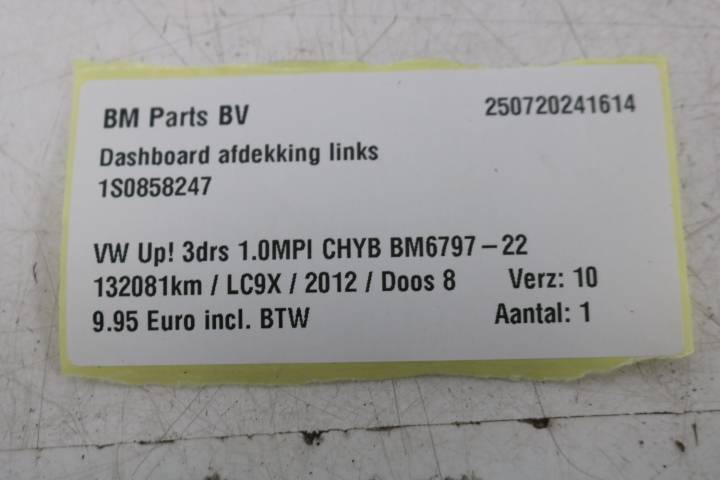 BM Parts BV 250720241614
Dashboard afdekking links
1S0858247
VW Up! 3drs 1.0MPI CHYB BM6797-22
132081km / LC9X / 2012 / Doos 8 Verz: 10
9.95 Euro incl. BTW Aantal: 1